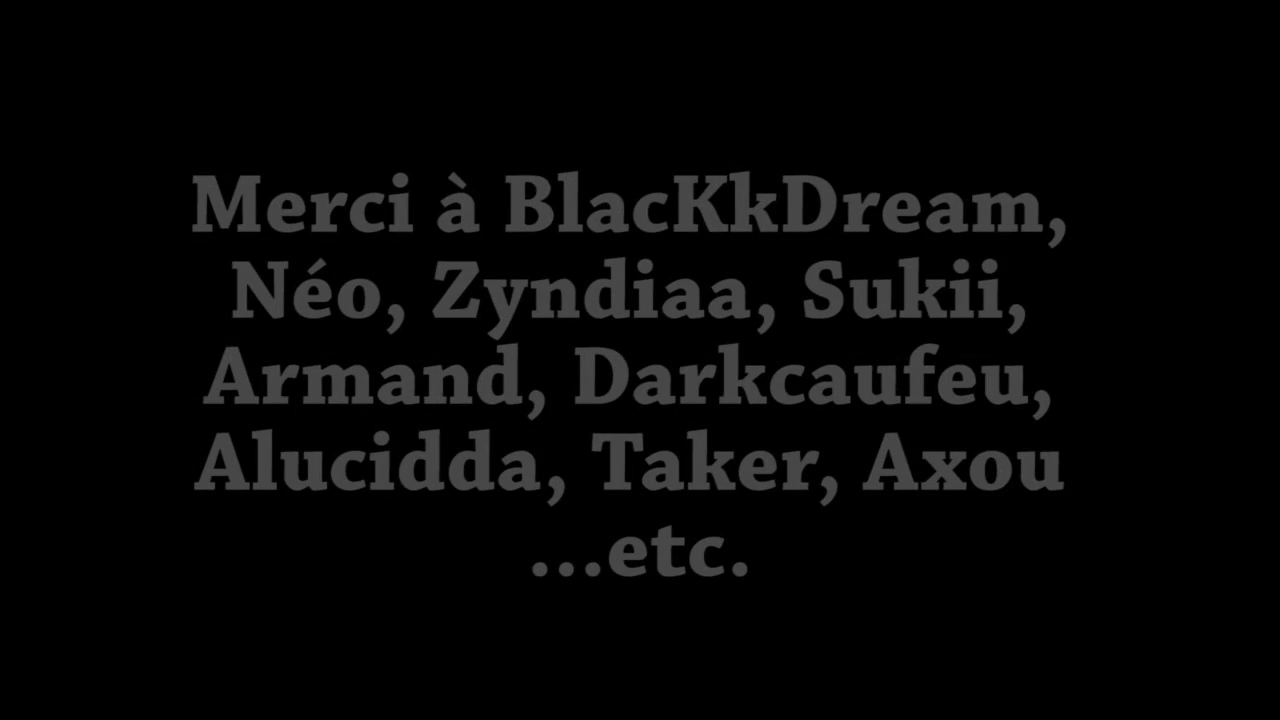 Merci à BlacKkDream,
Néo, Zyndiaa, Sukii,
Armand, Darkcaufeu,
Alucidda, Taker, Axou
...etc.